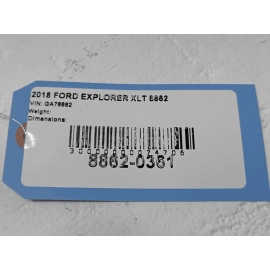 2018 FORD EXPLORER XLT 8862
VIN: GA78862
Weight:
Dimensions:
8862-0361